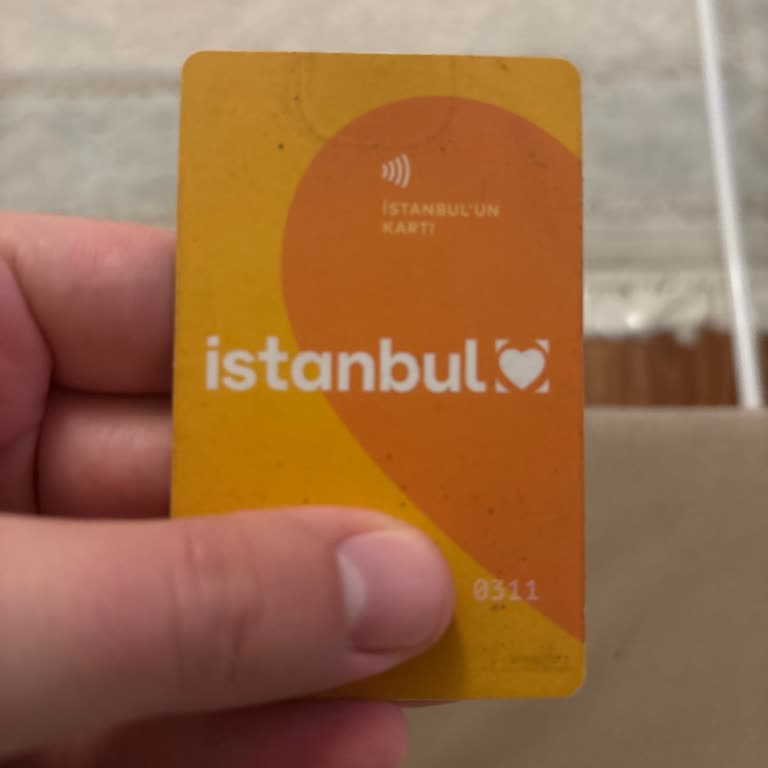 İSTANBUL'UN
KARTI
istanbul
0311